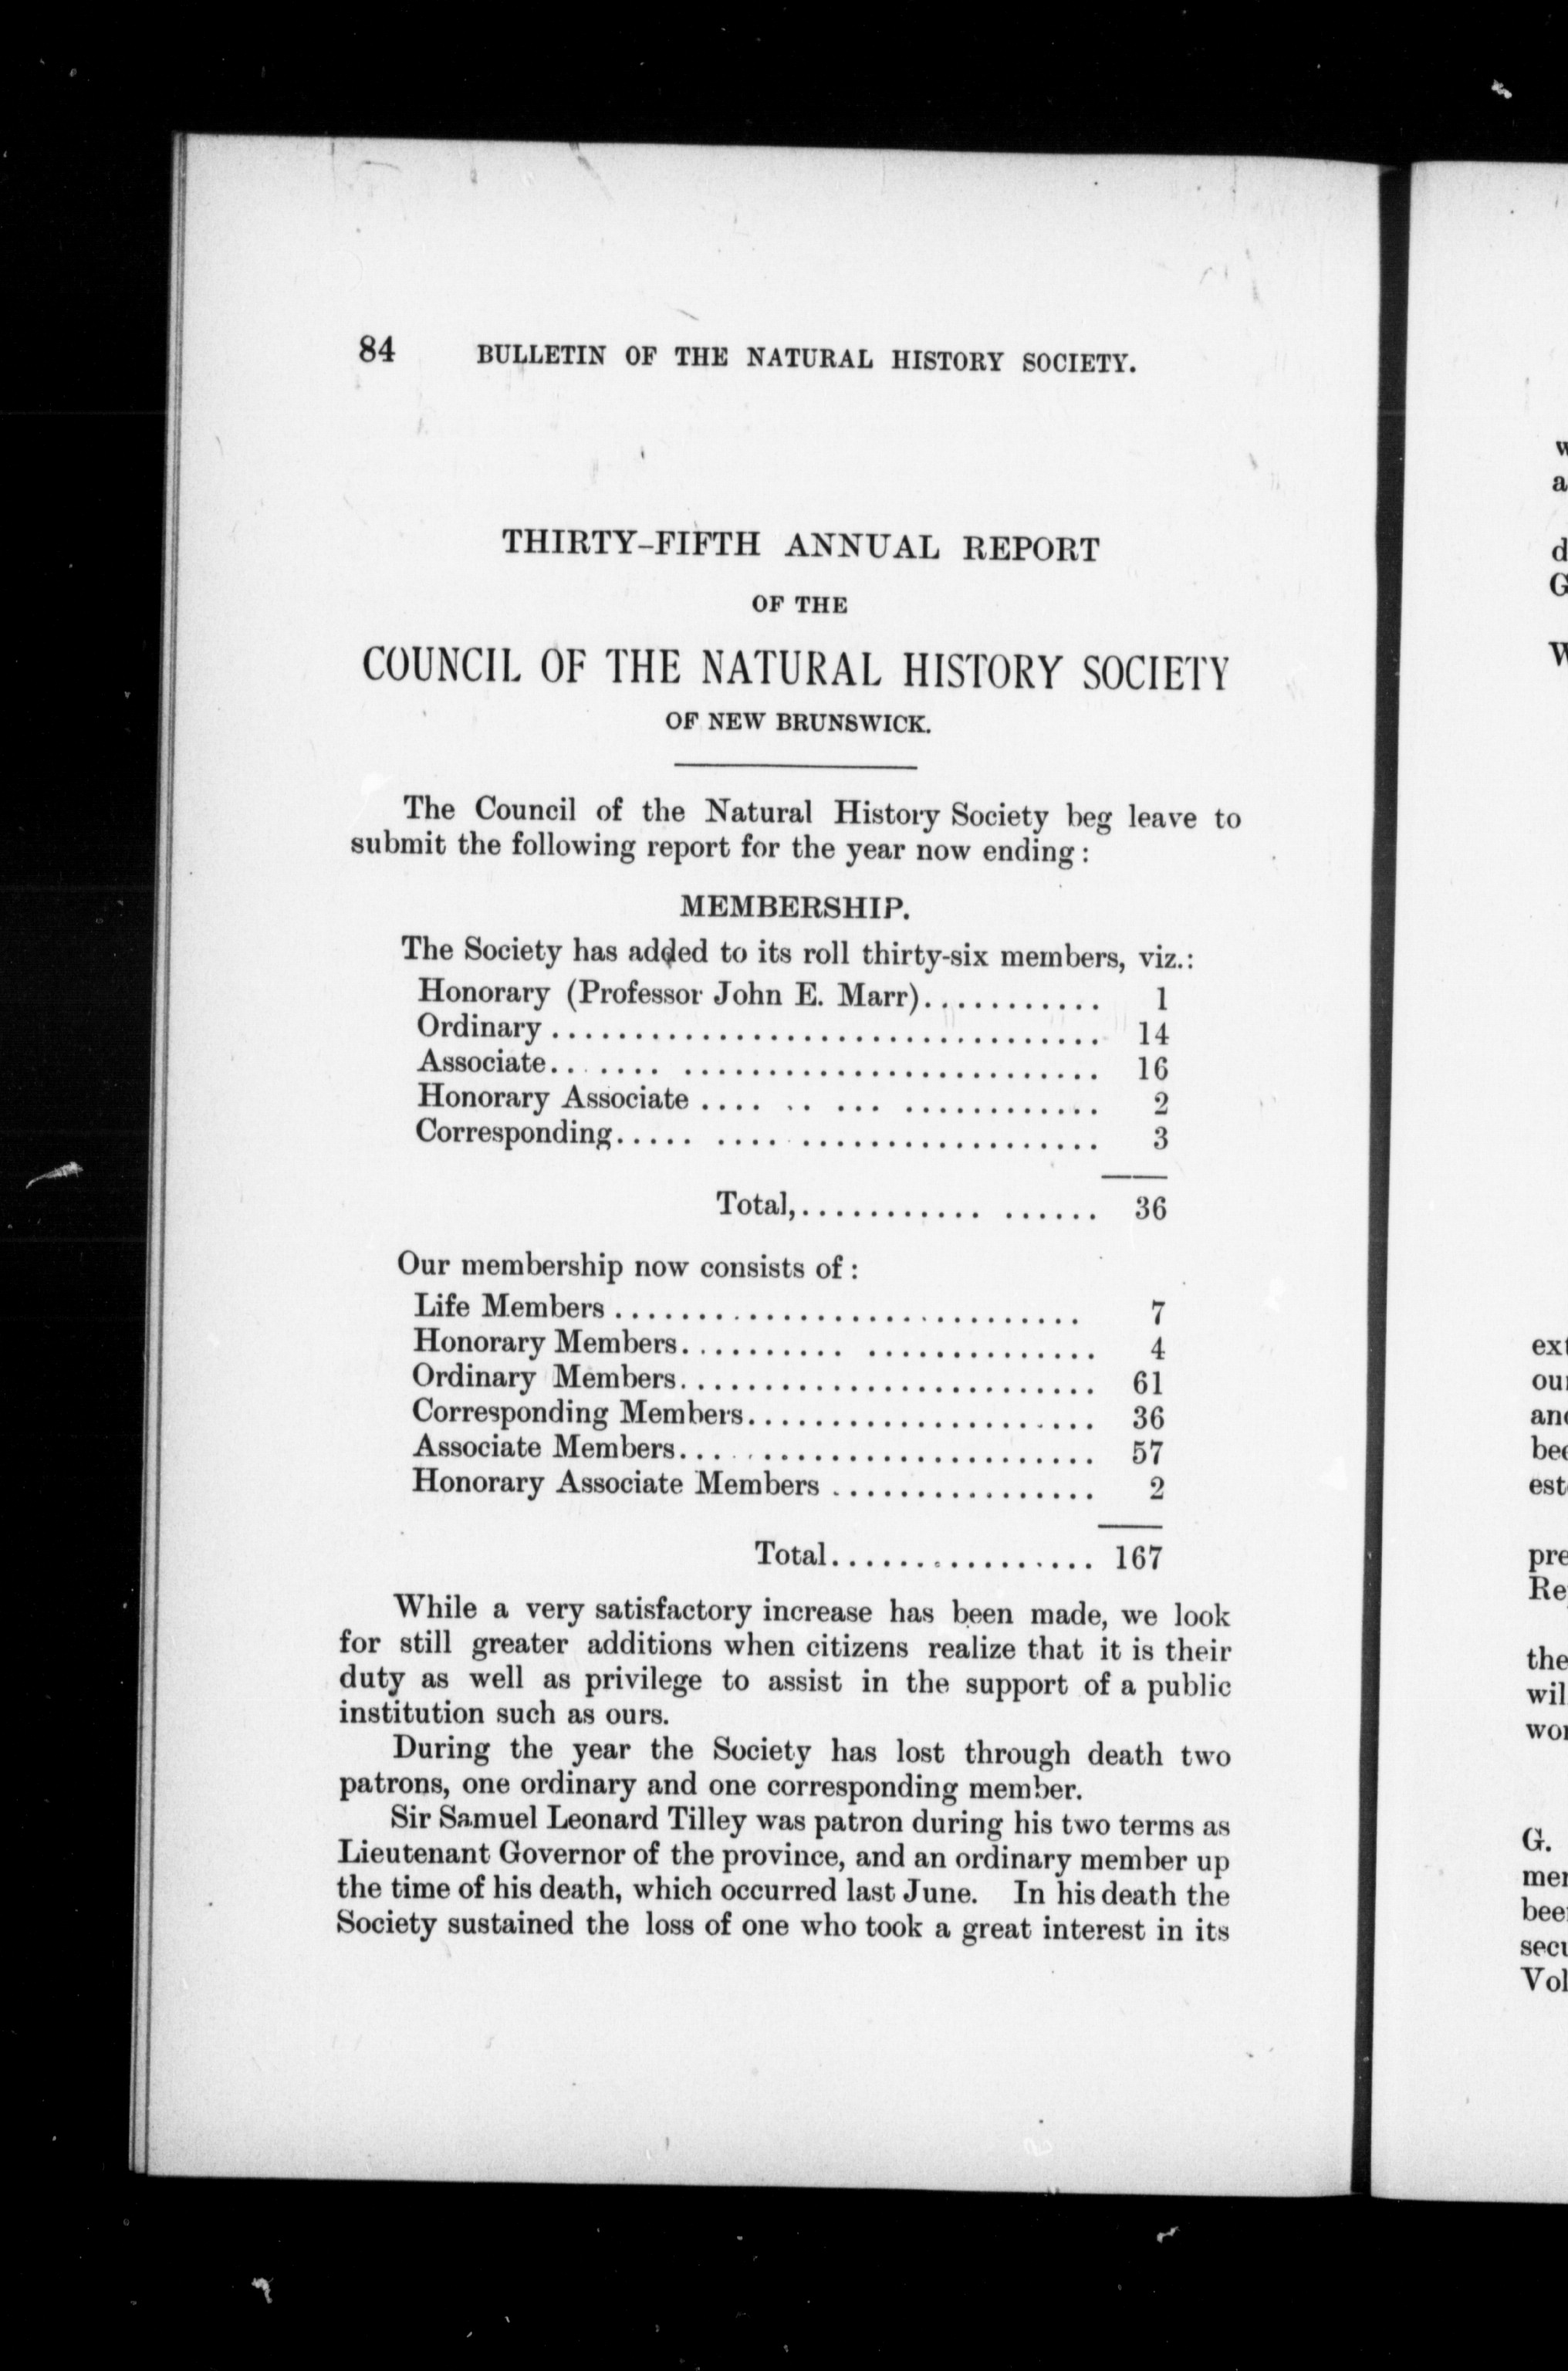 84 BULLETIN OF THE NATURAL HISTORY SOCIETY.
THIRTY-FIFTH ANNUAL REPORT
OF THE
COUNCIL OF THE NATURAL HISTORY SOCIETY
OF NEW BRUNSWICK.
The Council of the Natural History Society beg leave to
submit the following report for the year now ending:
MEMBERSHIP.
The Society has added to its roll thirty-six members, viz.:
Honorary (Professor John E. Marr)........... 1
Ordinary................................. 14
Associate................................. 16
Honorary Associate..................... 2
Corresponding............................ 3
Total,................. 36
Our membership now consists of:
Life Members............................ 7
Honorary Members........................ 4
Ordinary Members......................... 61
Corresponding Members..................... 36
Associate Members......................... 57
Honorary Associate Members................ 2
Total................ 167
While a very satisfactory increase has been made, we look
for still greater additions when citizens realize that it is their
duty as well as privilege to assist in the support of a public
institution such as ours.
During the year the Society has lost through death two
patrons, one ordinary and one corresponding member.
Sir Samuel Leonard Tilley was patron during his two terms as
Lieutenant Governor of the province, and an ordinary member up
the time of his death, which occurred last June. In his death the
Society sustained the loss of one who took a great interest in its
est
pre
the
wil
G.
Vol